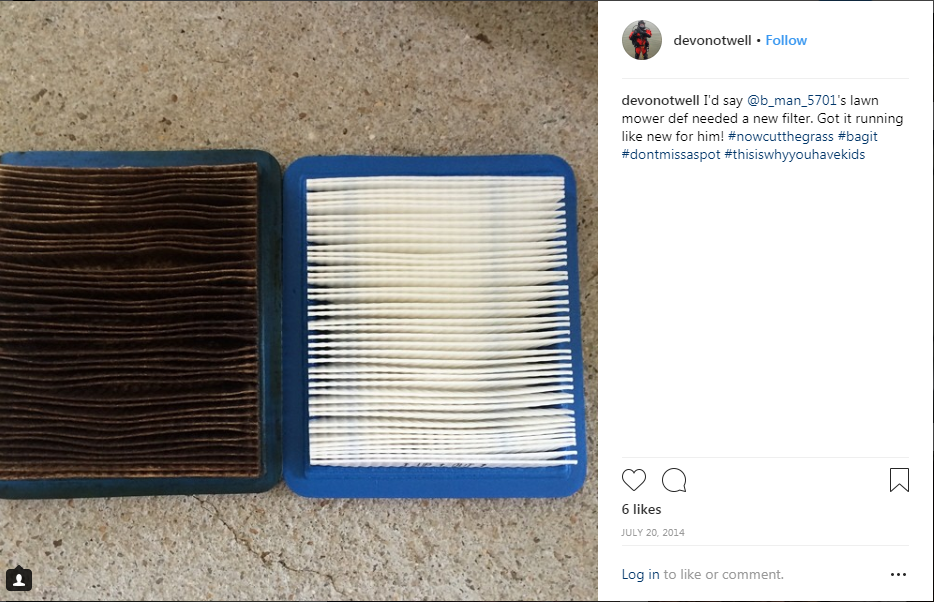 devonotwell • Follow
devonotwell I'd say @b_man_5701's lawn
mower def needed a new filter. Got it running
like new for him! #nowcutthegrass #bagit
#dontmissaspot #thisiswhyyouhavekids
6 likes
JULY 20, 2014
Log in to like or comment.